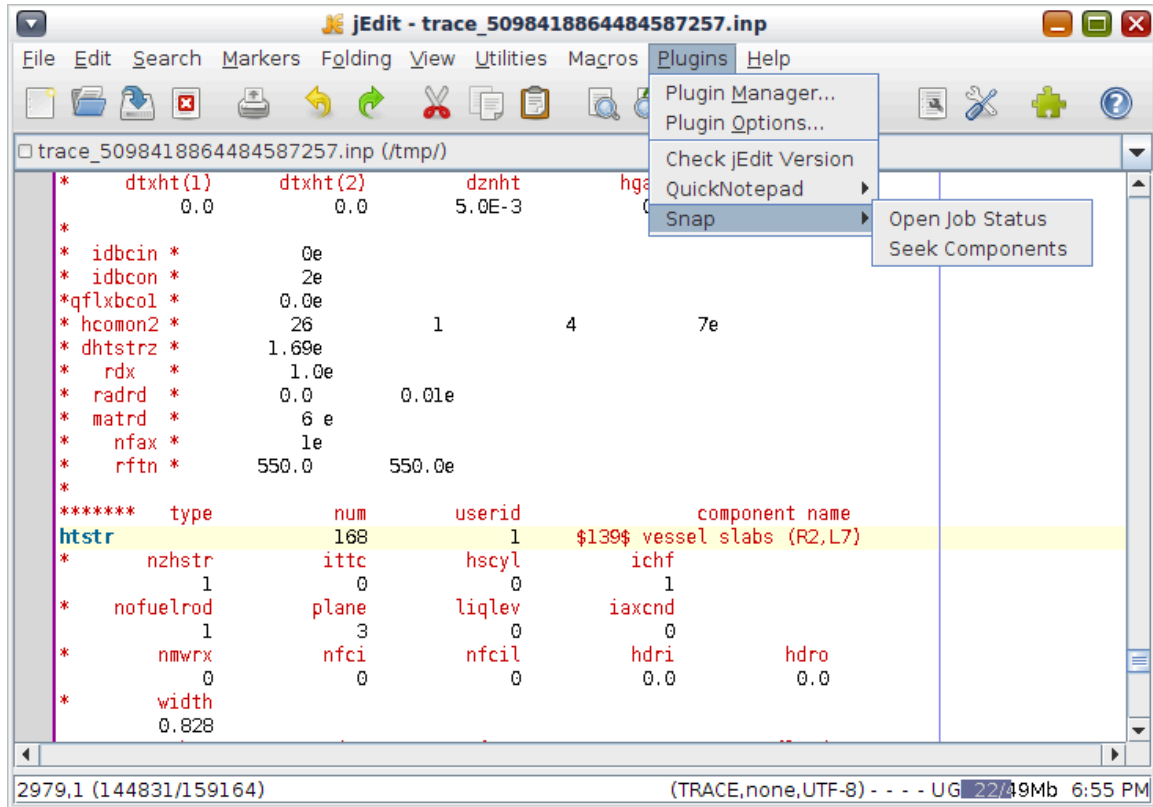 jEdit - trace_5098418864484587257.inp
File Edit Search Markers Folding View Utilities Macros Plugins Help
Plugin Manager...
Plugin Options...
Check jEdit Version
QuickNotepad
Snap
Open Job Status
Seek Components
trace_5098418864484587257.inp (/tmp/)
* dtxht(1) dtxht(2) dznht hga
0.0 0.0 5.0E-3
*
* idbcin * 0e
* idbcon * 2e
*qflxbco1 * 0.0e
* hcomon2 * 26 1 4 7e
* dhtstrz * 1.69e
* rdx * 1.0e
* radrd * 0.0 0.01e
* matrd * 6 e
* nfax * 1e
* rftn * 550.0 550.0e
*
******* type num userid component name
htstr 168 1 $139$ vessel slabs (R2,L7)
* nzhstr ittc hscyl ichf
1 0 0 1
* nofuelrod plane liqlev iaxcnd
1 3 0 0
* nmwrx nfci nfcil hdri hdro
0 0 0 0.0 0.0
* width
0.828
2979,1 (144831/159164) (TRACE,none,UTF-8) - - - - UG 22/49Mb 6:55 PM